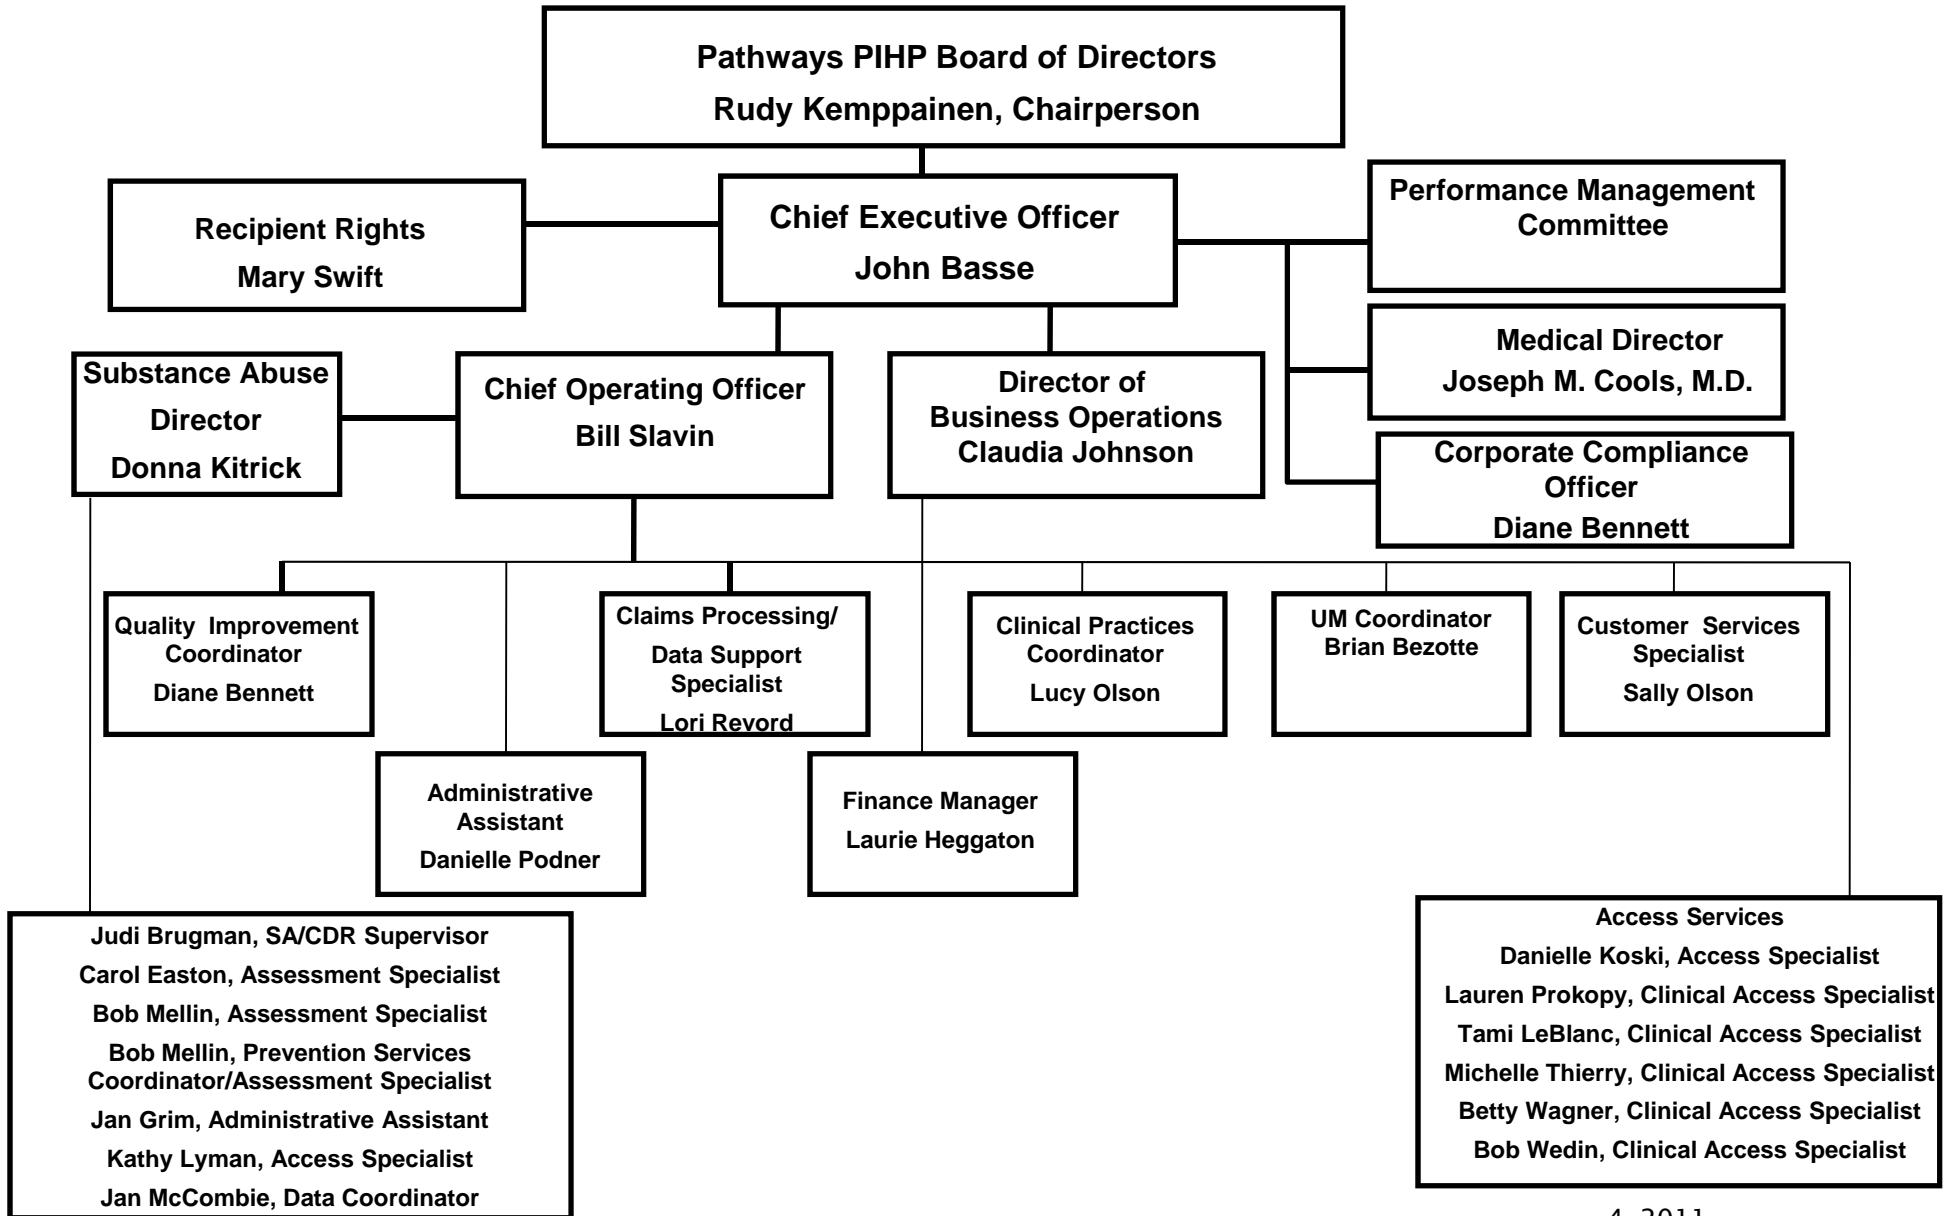 Pathways PIHP Board of Directors
Rudy Kemppainen, Chairperson
Recipient Rights
Mary Swift
Chief Executive Officer
John Basse
Performance Management
Committee
Medical Director
Joseph M. Cools, M.D.
Substance Abuse
Director
Donna Kitrick
Chief Operating Officer
Bill Slavin
Director of
Business Operations
Claudia Johnson
Corporate Compliance
Officer
Diane Bennett
Quality Improvement
Coordinator
Diane Bennett
Claims Processing/
Data Support
Specialist
Lori Revord
Clinical Practices
Coordinator
Lucy Olson
UM Coordinator
Brian Bezotte
Customer Services
Specialist
Sally Olson
Administrative
Assistant
Danielle Podner
Finance Manager
Laurie Heggaton
Judi Brugman, SA/CDR Supervisor
Carol Easton, Assessment Specialist
Bob Mellin, Assessment Specialist
Bob Mellin, Prevention Services
Coordinator/Assessment Specialist
Jan Grim, Administrative Assistant
Kathy Lyman, Access Specialist
Jan McCombie, Data Coordinator
Access Services
Danielle Koski, Access Specialist
Lauren Prokopy, Clinical Access Specialist
Tami LeBlanc, Clinical Access Specialist
Michelle Thierry, Clinical Access Specialist
Betty Wagner, Clinical Access Specialist
Bob Wedin, Clinical Access Specialist
4-2011